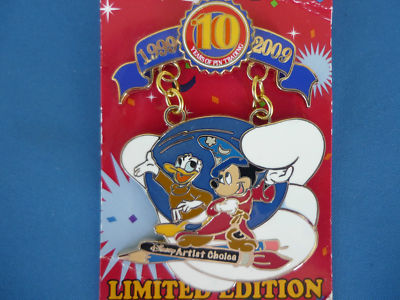 1999 10 2009
YEARS OF PIN TRADING
Disney Artist Choice
LIMITED EDITION